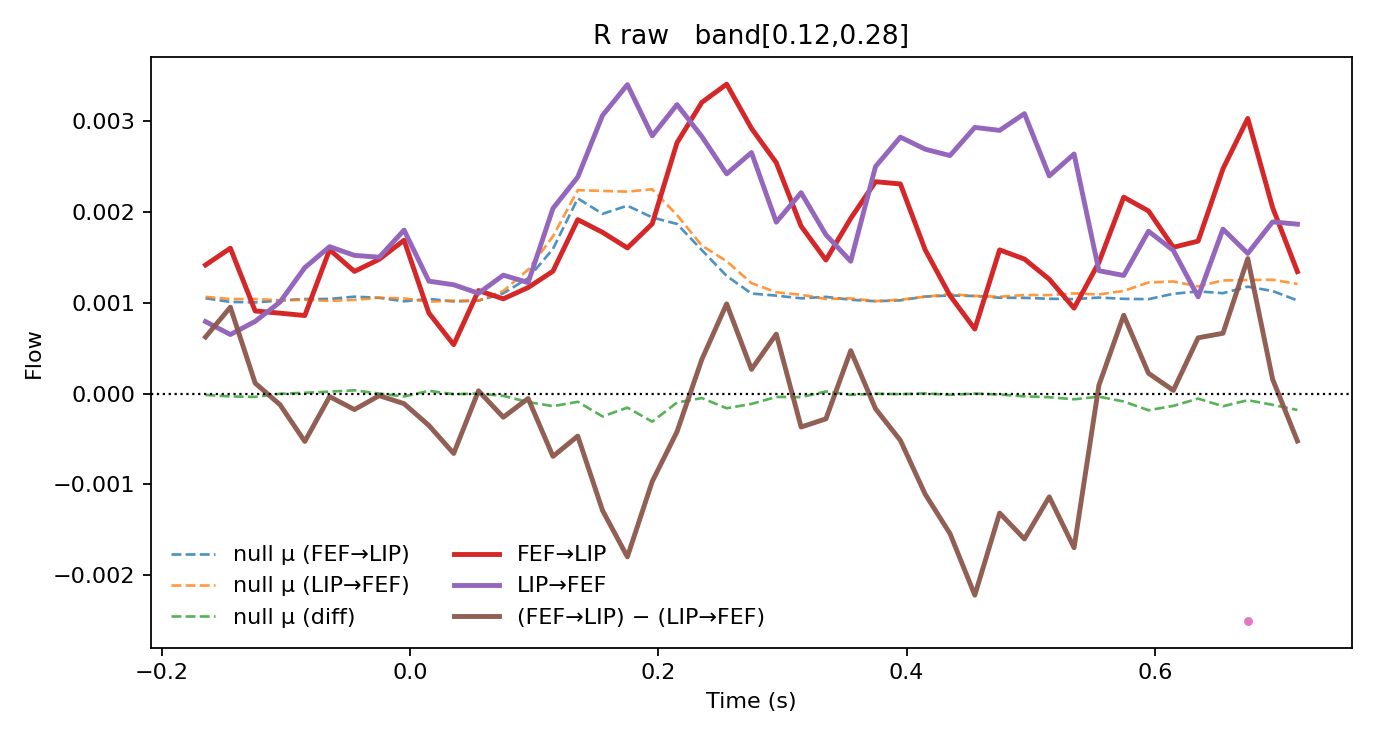 R raw   band[0.12,0.28]
Flow
0.003
0.002
0.001
0.000
−0.001
−0.002
null μ (FEF→LIP)
null μ (LIP→FEF)
null μ (diff)
FEF→LIP
LIP→FEF
(FEF→LIP) − (LIP→FEF)
−0.2
0.0
0.2
0.4
0.6
Time (s)